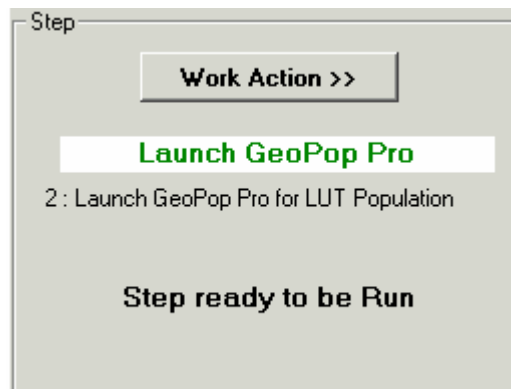 Step
Work Action >>
Launch GeoPop Pro
2 : Launch GeoPop Pro for LUT Population
Step ready to be Run